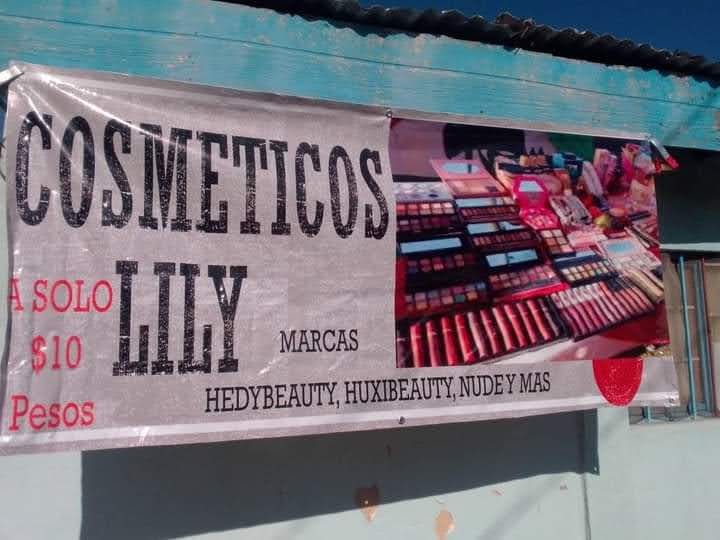 COSMETICOS
LILY
A SOLO
$10
Pesos
MARCAS
HEDYBEAUTY, HUXIBEAUTY, NUDE Y MAS